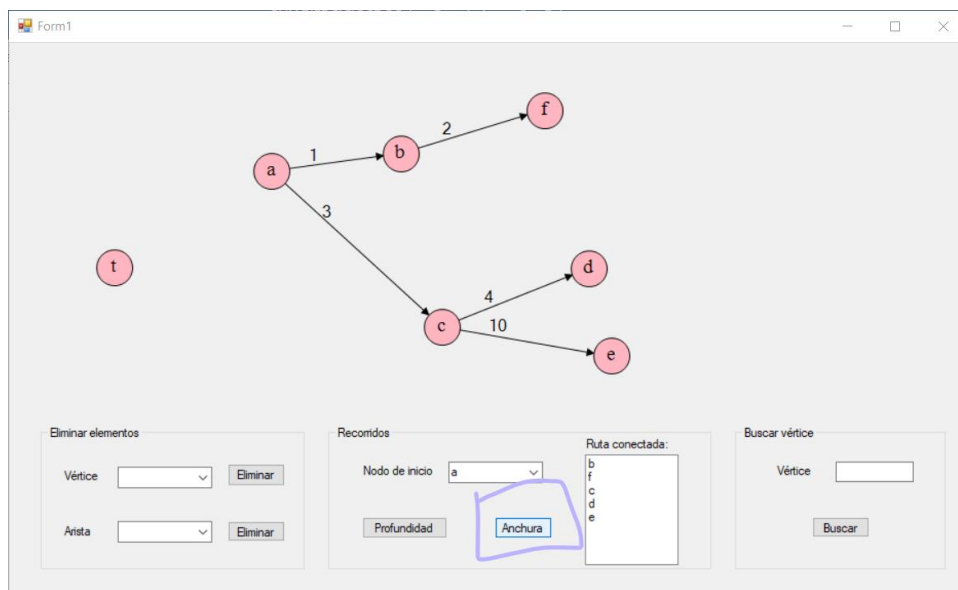 Form1
f
2
b
1
a
3
t
d
4
10
c
e
Eliminar elementos
Vértice
Eliminar
Arista
Eliminar
Recorridos
Nodo de inicio
a
Profundidad
Anchura
Ruta conectada:
b
f
c
d
e
Buscar vértice
Vértice
Buscar